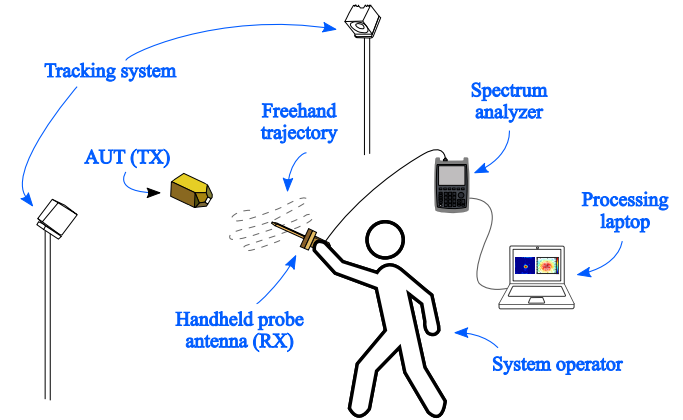 Tracking system
Spectrum
analyzer
Freehand
trajectory
AUT (TX)
Processing
laptop
Handheld probe
antenna (RX)
System operator